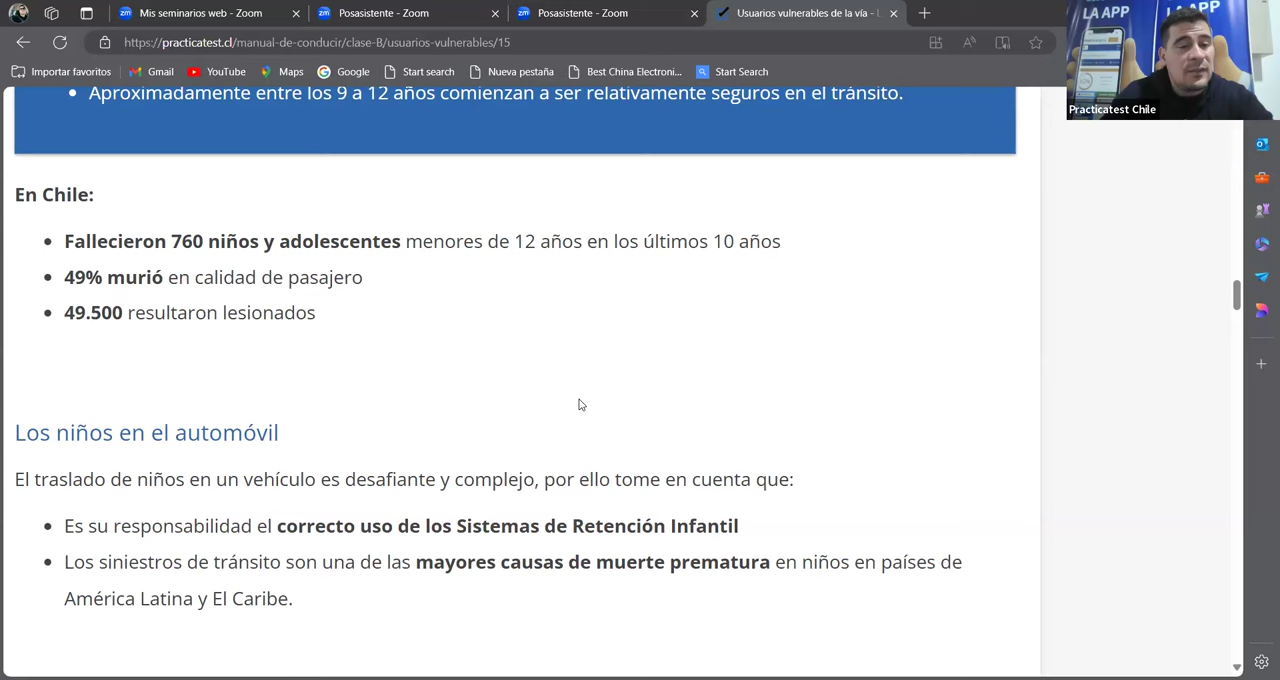 Mis seminarios web - Zoom
Posasistente - Zoom
Posasistente - Zoom
Usuarios vulnerables de la vía - L
https://practicatest.cl/manual-de-conducir/clase-B/usuarios-vulnerables/15
Importar favoritos
Gmail
YouTube
Maps
Google
Start search
Nueva pestaña
Best China Electroni...
Start Search
LA APP
LA APP
Practicatest Chile
• Aproximadamente entre los 9 a 12 años comienzan a ser relativamente seguros en el tránsito.
En Chile:
• Fallecieron 760 niños y adolescentes menores de 12 años en los últimos 10 años
• 49% murió en calidad de pasajero
• 49.500 resultaron lesionados
Los niños en el automóvil
El traslado de niños en un vehículo es desafiante y complejo, por ello tome en cuenta que:
• Es su responsabilidad el correcto uso de los Sistemas de Retención Infantil
• Los siniestros de tránsito son una de las mayores causas de muerte prematura en niños en países de
América Latina y El Caribe.